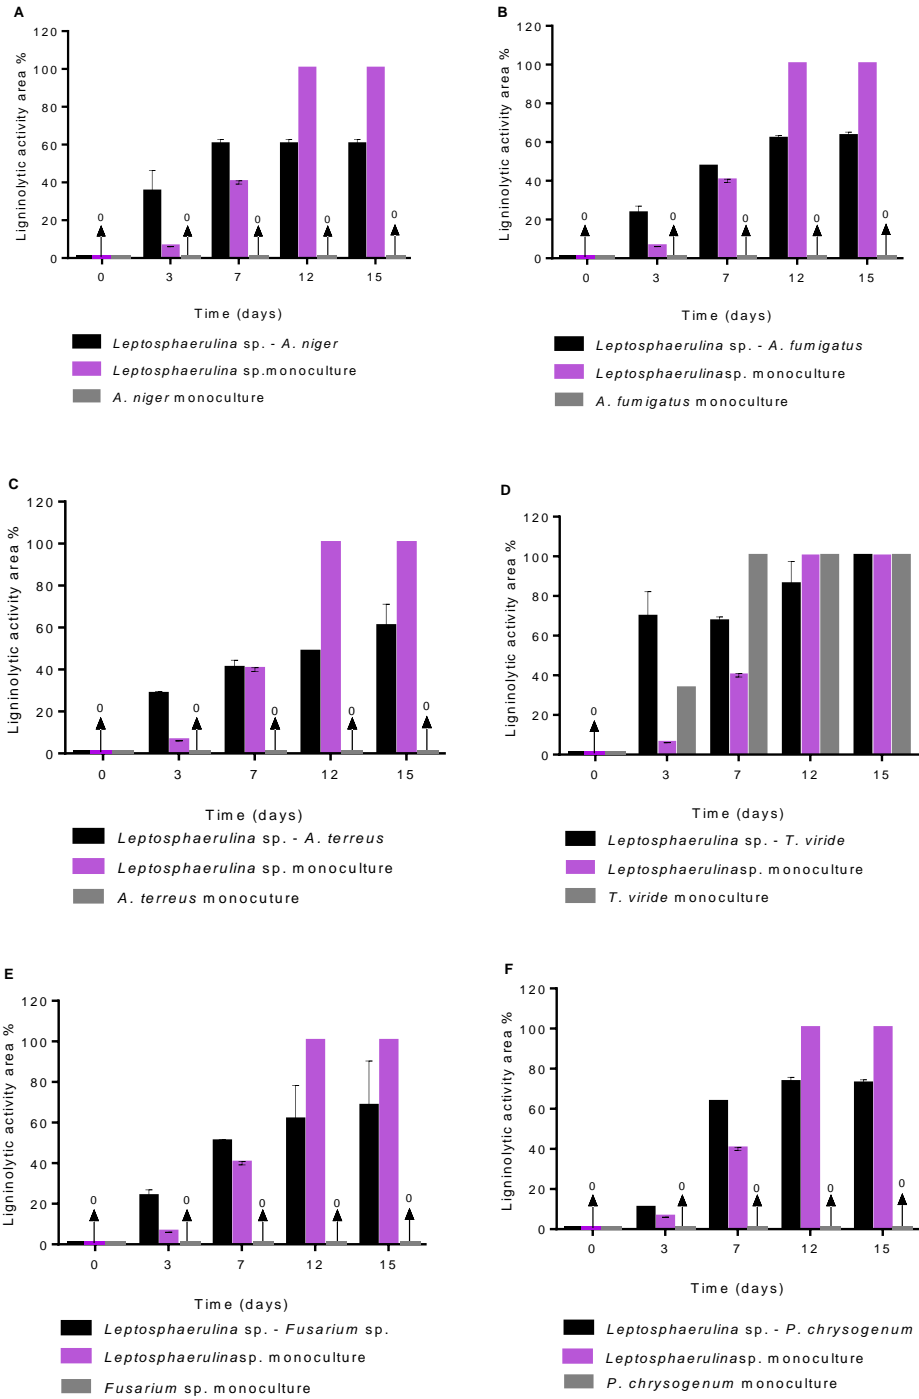 A
Ligninolytic activity area %
120
100
80
60
40
20
0
0 0 0 0 0
0 3 7 12 15
Time (days)
Leptosphaerulina sp. - A. niger
Leptosphaerulina sp.monoculture
A. niger monoculture
B
Ligninolytic activity area %
120
100
80
60
40
20
0
0 0 0 0 0
0 3 7 12 15
Time (days)
Leptosphaerulina sp. - A. fumigatus
Leptosphaerulinasp. monoculture
A. fumigatus monoculture
C
Ligninolytic activity area %
120
100
80
60
40
20
0
0 0 0 0 0
0 3 7 12 15
Time (days)
Leptosphaerulina sp. - A. terreus
Leptosphaerulina sp. monoculture
A. terreus monocuture
D
Ligninolytic activity area %
120
100
80
60
40
20
0
0
0 3 7 12 15
Time (days)
Leptosphaerulina sp. - T. viride
Leptosphaerulinasp. monoculture
T. viride monoculture
E
Ligninolytic activity area %
120
100
80
60
40
20
0
0 0 0 0 0
0 3 7 12 15
Time (days)
Leptosphaerulina sp. - Fusarium sp.
Leptosphaerulinasp. monoculture
Fusarium sp. monoculture
F
Ligninolytic activity area %
120
100
80
60
40
20
0
0 0 0 0 0
0 3 7 12 15
Time (days)
Leptosphaerulina sp. - P. chrysogenum
Leptosphaerulinasp. monoculture
P. chrysogenum monoculture